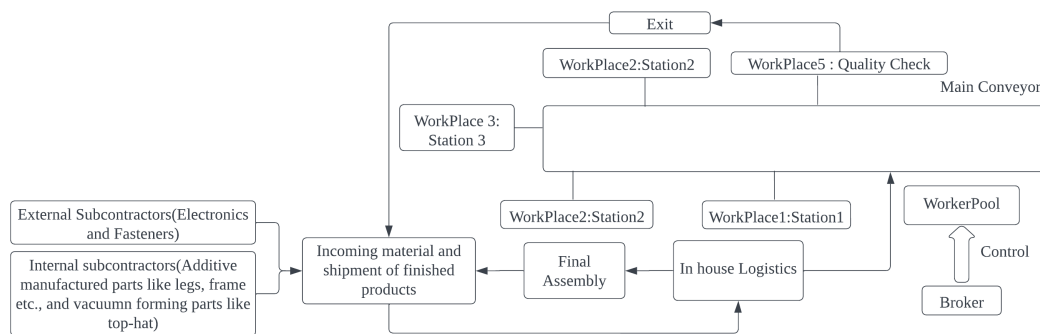 Exit
WorkPlace2:Station2
WorkPlace5 : Quality Check
Main Conveyor
WorkPlace 3:
Station 3
WorkPlace2:Station2
WorkPlace1:Station1
WorkerPool
External Subcontractors(Electronics
and Fasteners)
Internal subcontractors(Additive
manufactured parts like legs, frame
etc., and vacuumn forming parts like
top-hat)
Incoming material and
shipment of finished
products
Final
Assembly
In house Logistics
Control
Broker